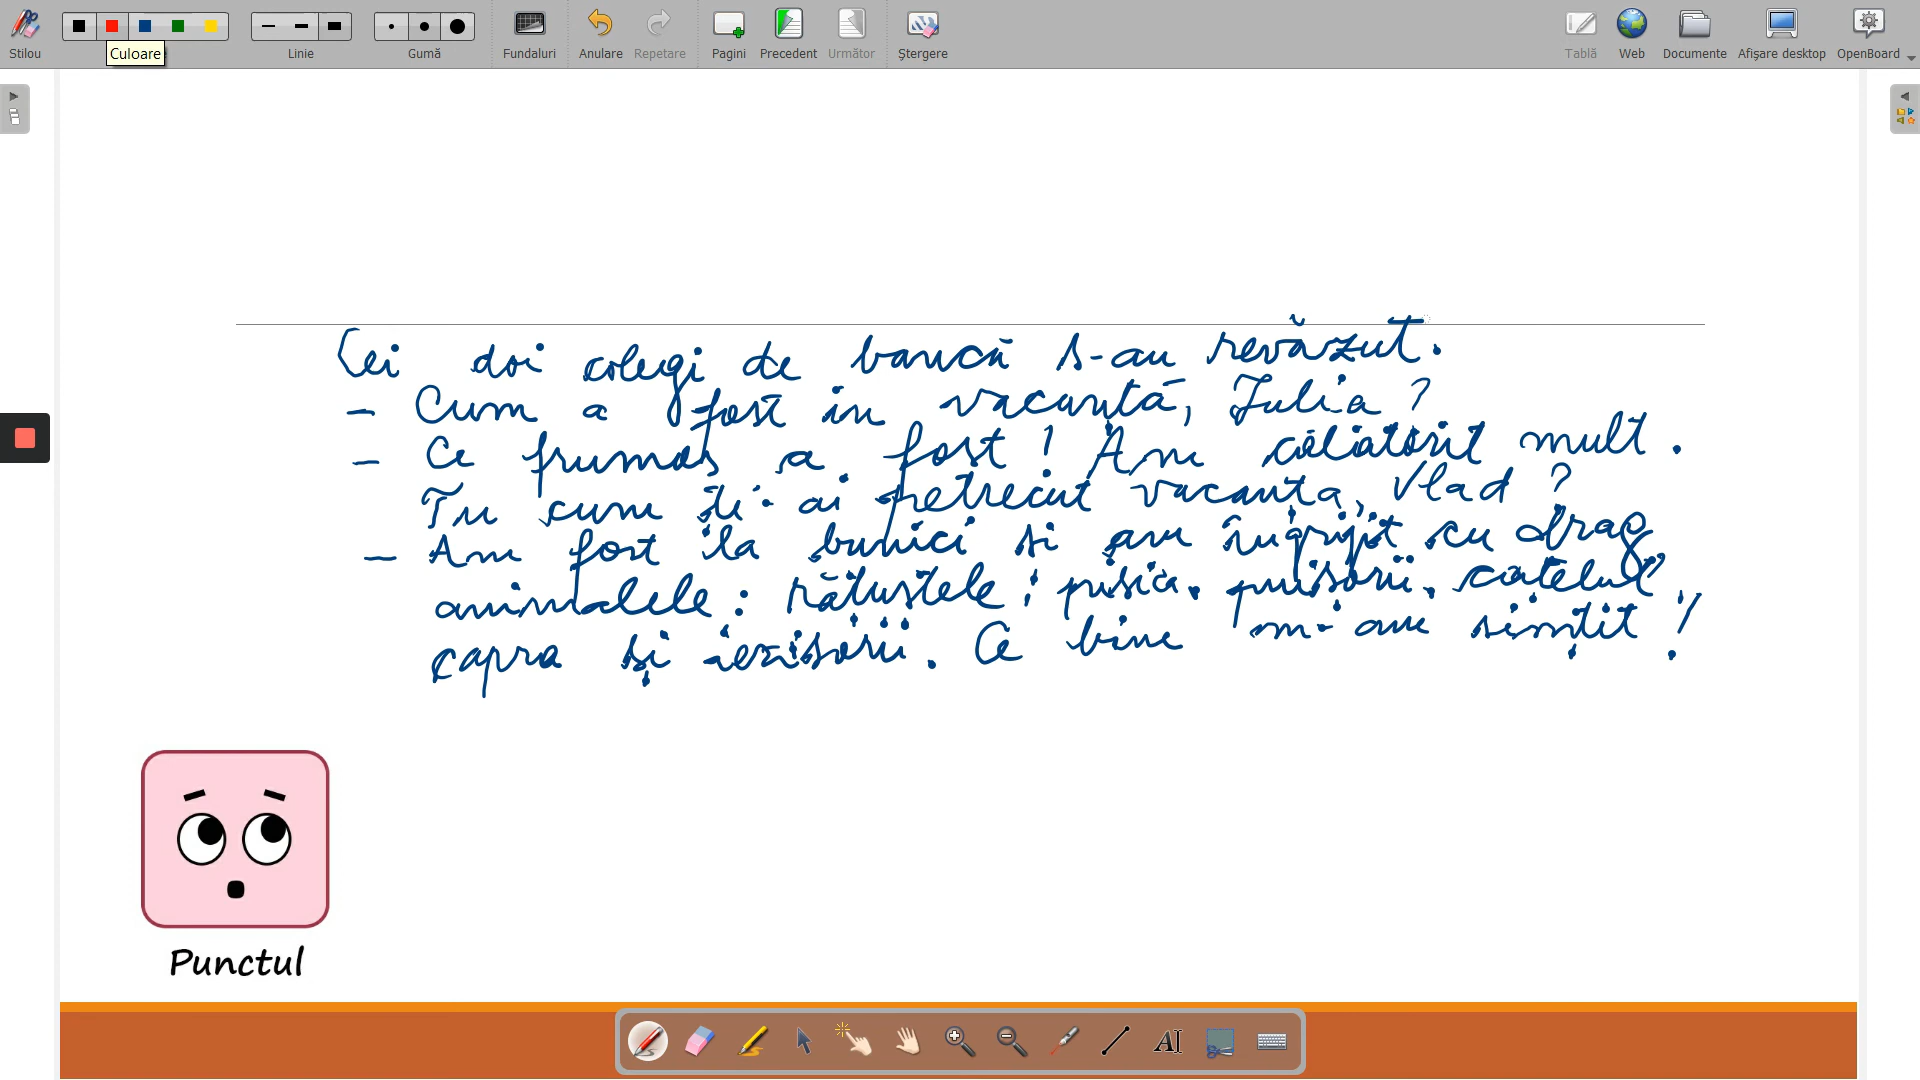 Stilou
Culoare
Linie
Gumă
Fundaluri
Anulare
Repetare
Pagini
Precedent
Următor
Ștergere
Tablă
Web
Documente
Afișare desktop
OpenBoard
Cei doi colegi de bancă s-au revăzut.
- Cum a fost în vacanță, Iulia?
- Ce frumos a fost! Am călătorit mult.
Tu cum ți-ai petrecut vacanța, Vlad?
- Am fost la bunici și am îngrijit cu drag
animalele: rățuștele, pisica, puișorii, cățelul,
capra și iezișorii. Ce bine m-am simțit!
Punctul